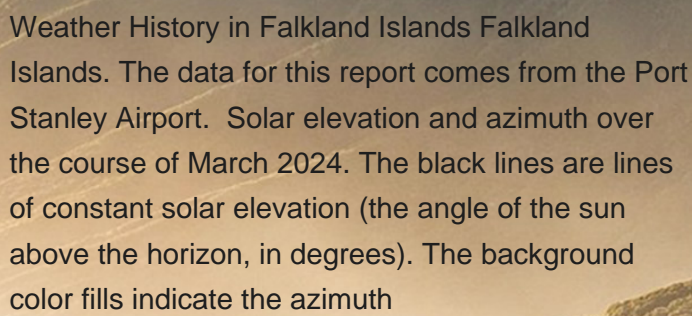 Weather History in Falkland Islands Falkland
Islands. The data for this report comes from the Port
Stanley Airport.  Solar elevation and azimuth over
the course of March 2024. The black lines are lines
of constant solar elevation (the angle of the sun
above the horizon, in degrees). The background
color fills indicate the azimuth